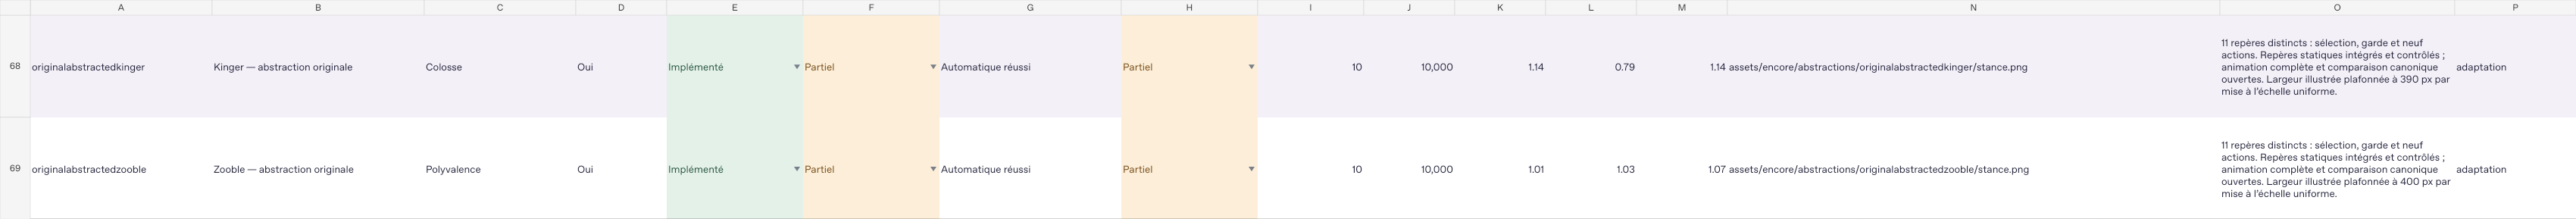 A B C D E F G H I J K L M N O P
68 originalabstractedkinger Kinger — abstraction originale Colosse Oui Implémenté Partiel Automatique réussi Partiel 10 10,000 1.14 0.79 1.14 assets/encore/abstractions/originalabstractedkinger/stance.png
11 repères distincts : sélection, garde et neuf
actions. Repères statiques intégrés et contrôlés ;
animation complète et comparaison canonique
ouvertes. Largeur illustrée plafonnée à 390 px par
mise à l’échelle uniforme.
adaptation
69 originalabstractedzooble Zooble — abstraction originale Polyvalence Oui Implémenté Partiel Automatique réussi Partiel 10 10,000 1.01 1.03 1.07 assets/encore/abstractions/originalabstractedzooble/stance.png
11 repères distincts : sélection, garde et neuf
actions. Repères statiques intégrés et contrôlés ;
animation complète et comparaison canonique
ouvertes. Largeur illustrée plafonnée à 400 px par
mise à l’échelle uniforme.
adaptation